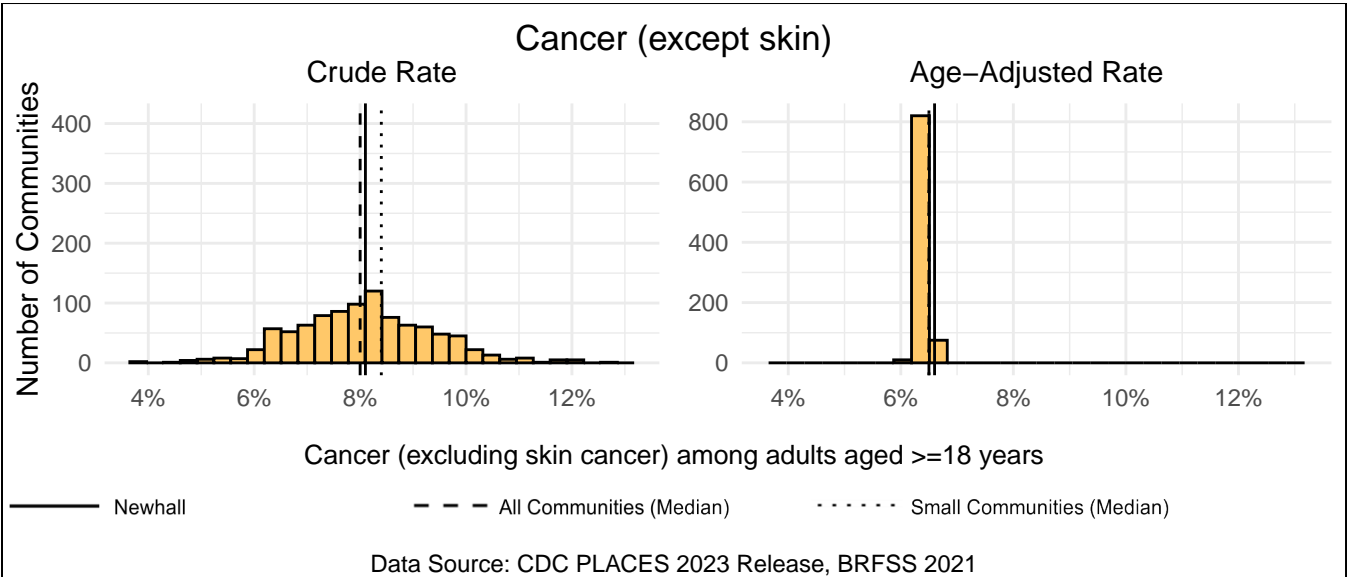 Cancer (except skin)
Crude Rate
Age−Adjusted Rate
Number of Communities
400
300
200
100
0
4%
6%
8%
10%
12%
800
600
400
200
0
4%
6%
8%
10%
12%
Cancer (excluding skin cancer) among adults aged >=18 years
Newhall
All Communities (Median)
Small Communities (Median)
Data Source: CDC PLACES 2023 Release, BRFSS 2021